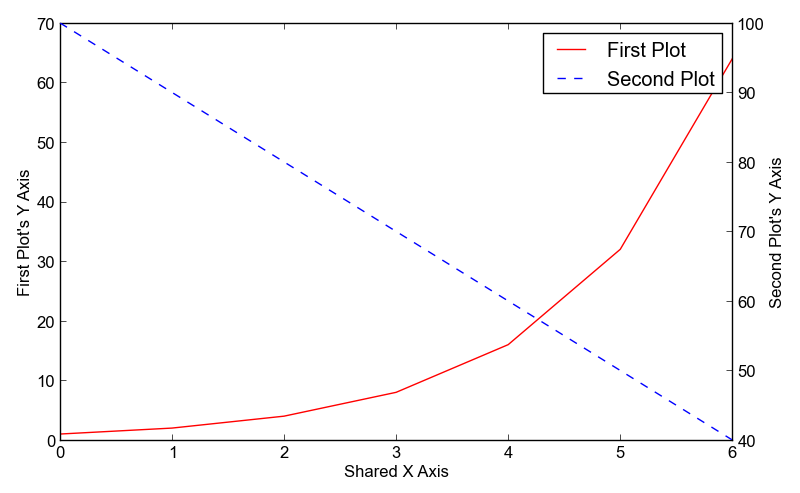 70
60
50
40
30
20
10
0
First Plot's Y Axis
First Plot
Second Plot
100
90
80
70
60
50
40
Second Plot's Y Axis
0 1 2 3 4 5 6
Shared X Axis